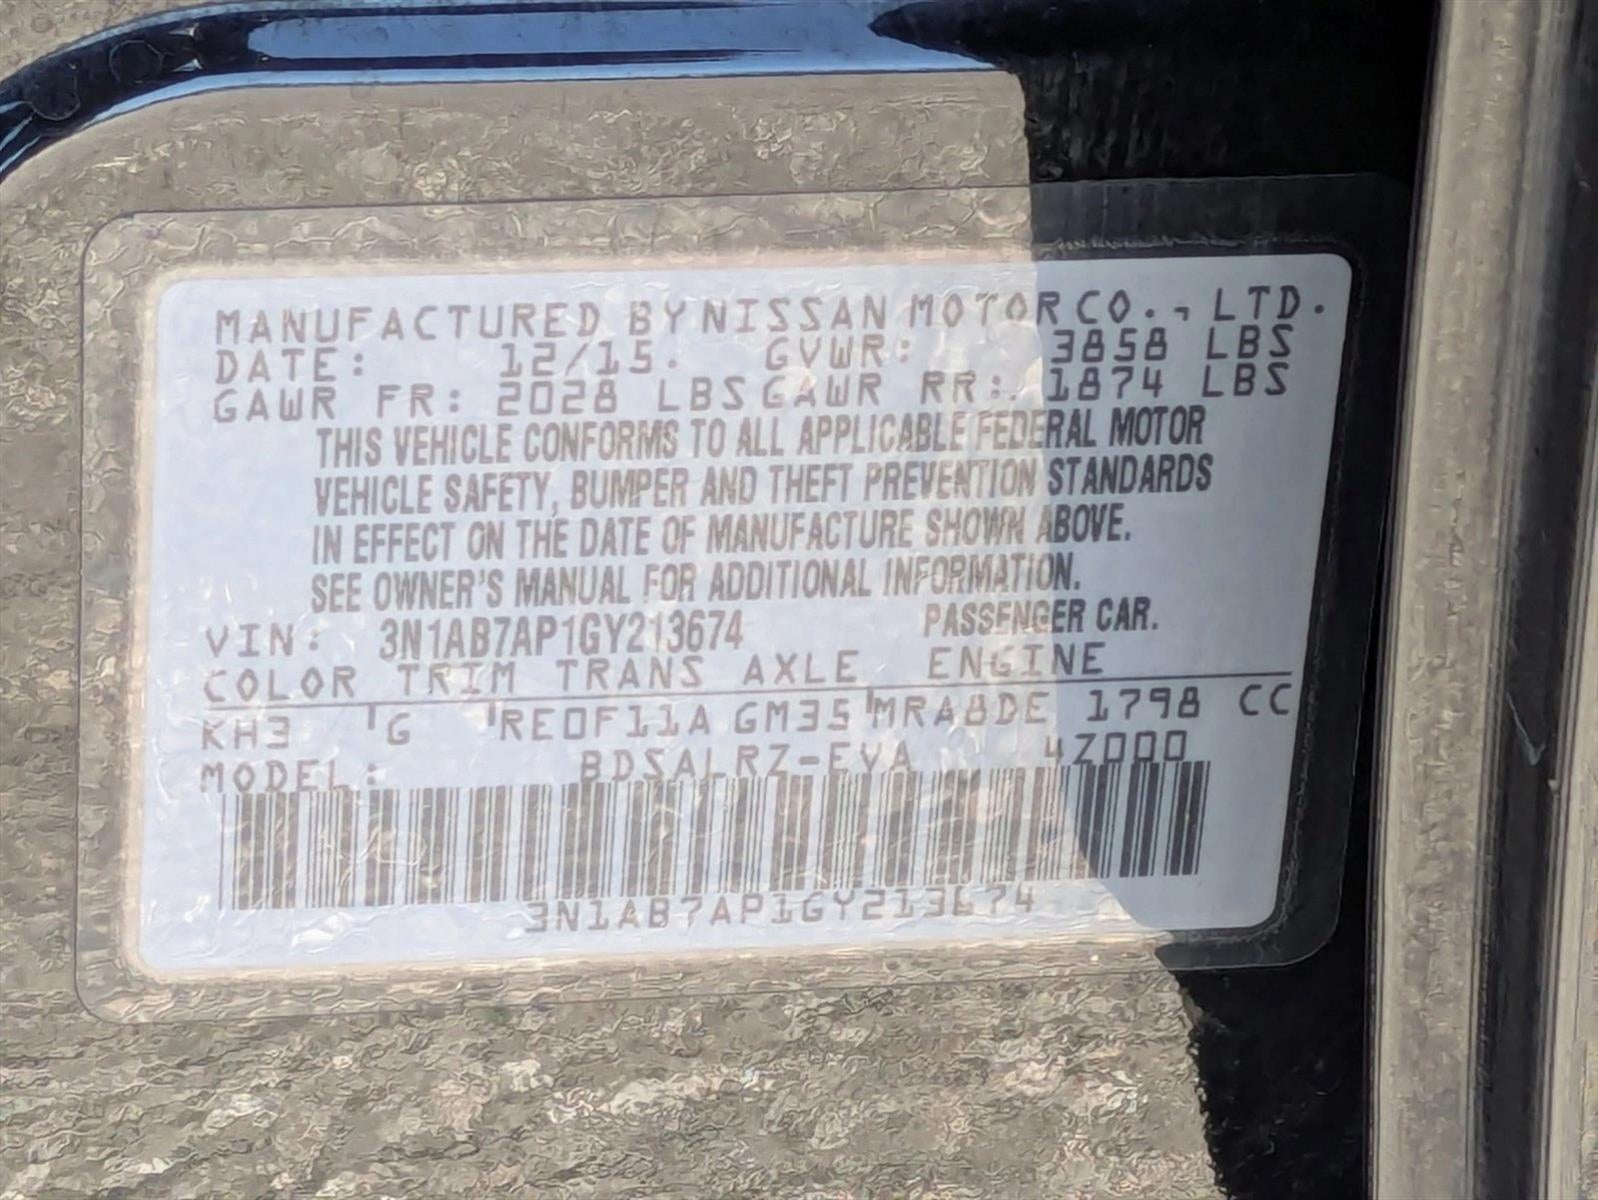 MANUFACTURED BY NISSAN MOTOR CO., LTD.
DATE: 12/15. GVWR: 3858 LBS
GAWR FR: 2028 LBS GAWR RR: 1874 LBS
THIS VEHICLE CONFORMS TO ALL APPLICABLE FEDERAL MOTOR
VEHICLE SAFETY, BUMPER AND THEFT PREVENTION STANDARDS
IN EFFECT ON THE DATE OF MANUFACTURE SHOWN ABOVE.
SEE OWNER'S MANUAL FOR ADDITIONAL INFORMATION.
VIN: 3N1AB7AP1GY213674 PASSENGER CAR.
COLOR TRIM TRANS AXLE ENGINE
KH3 G RE0F11A GM35 MRA8DE 1798 CC
MODEL: BDSALRZ-EVA 4Z000
3N1AB7AP1GY213674